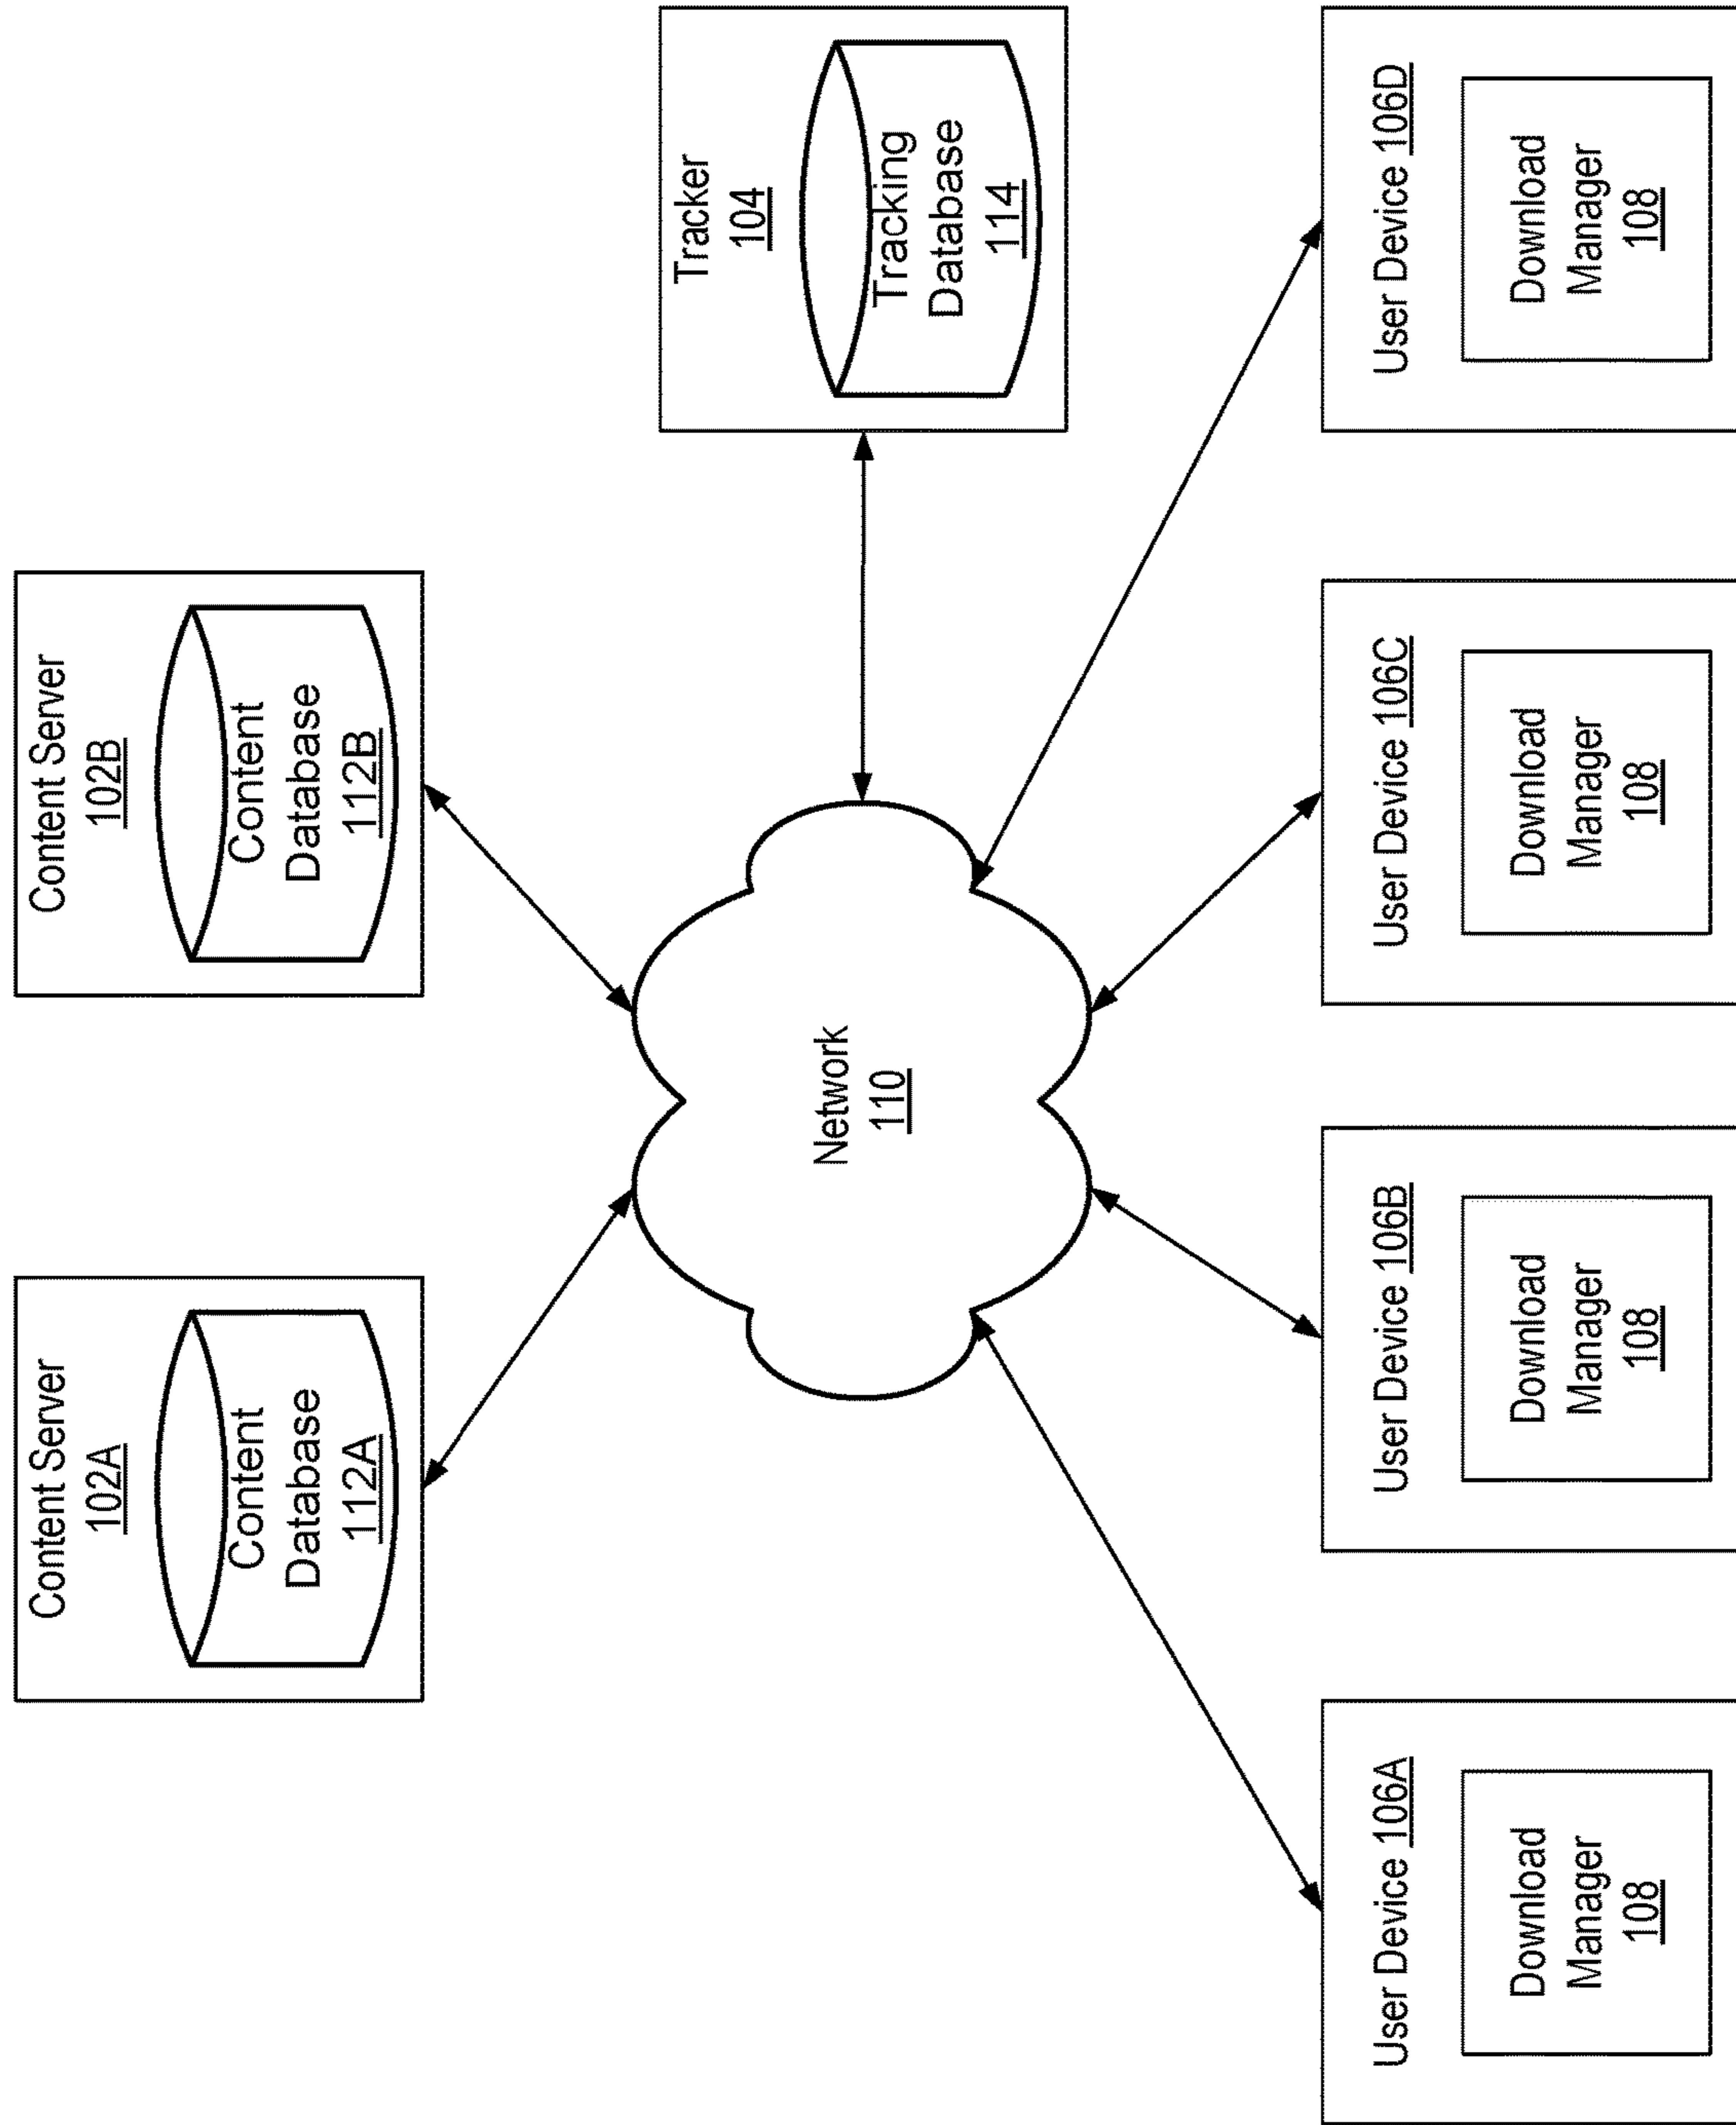 Content Server
102A
Content
Database
112A
Content Server
102B
Content
Database
112B
Tracker
104
Tracking
Database
114
Network
110
User Device 106A
Download
Manager
108
User Device 106B
Download
Manager
108
User Device 106C
Download
Manager
108
User Device 106D
Download
Manager
108